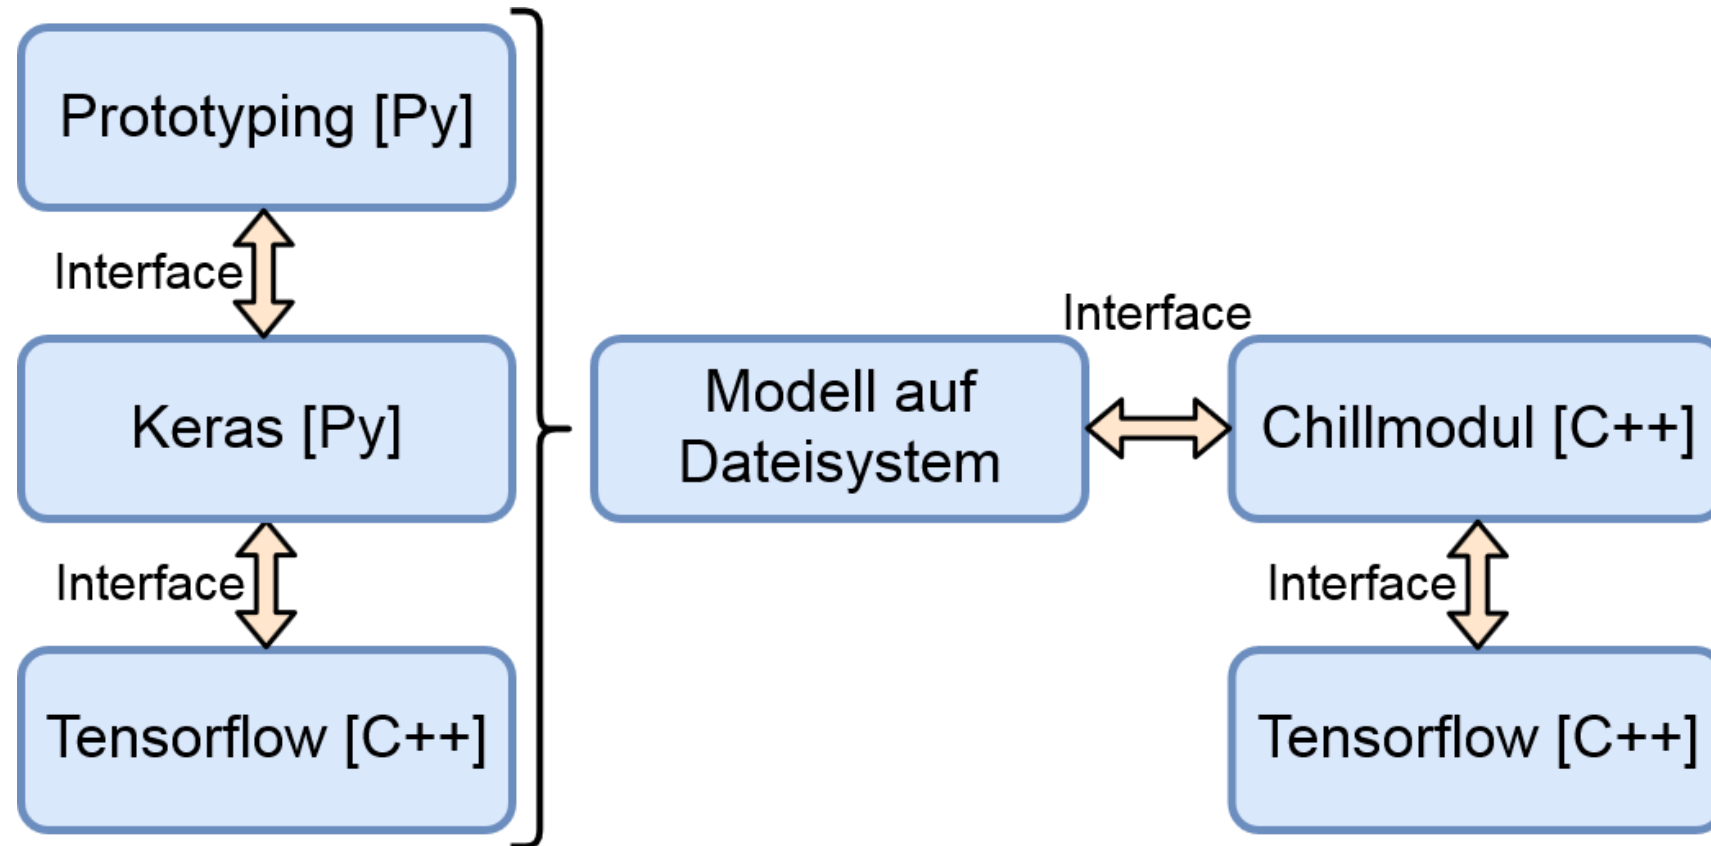 Prototyping [Py]
Interface
Keras [Py]
Interface
Tensorflow [C++]
Modell auf
Dateisystem
Interface
Chillmodul [C++]
Interface
Tensorflow [C++]